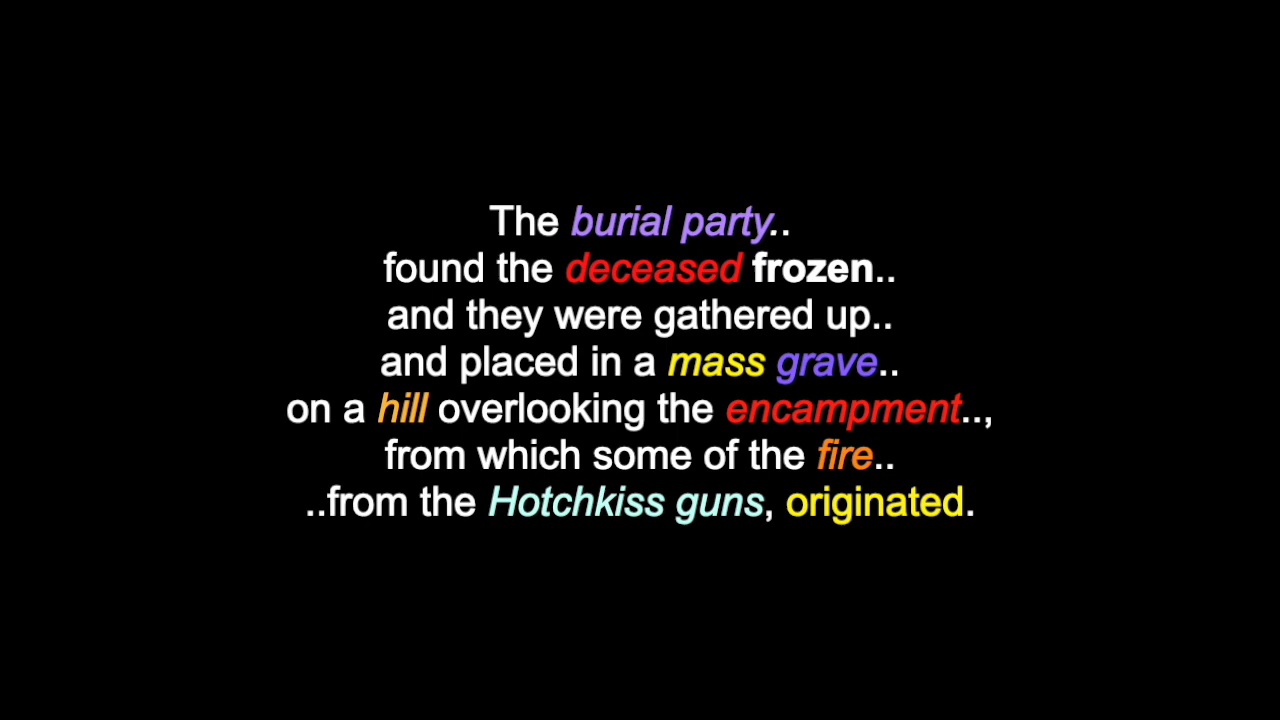 The burial party..
found the deceased frozen..
and they were gathered up..
and placed in a mass grave..
on a hill overlooking the encampment..,
from which some of the fire..
..from the Hotchkiss guns, originated.